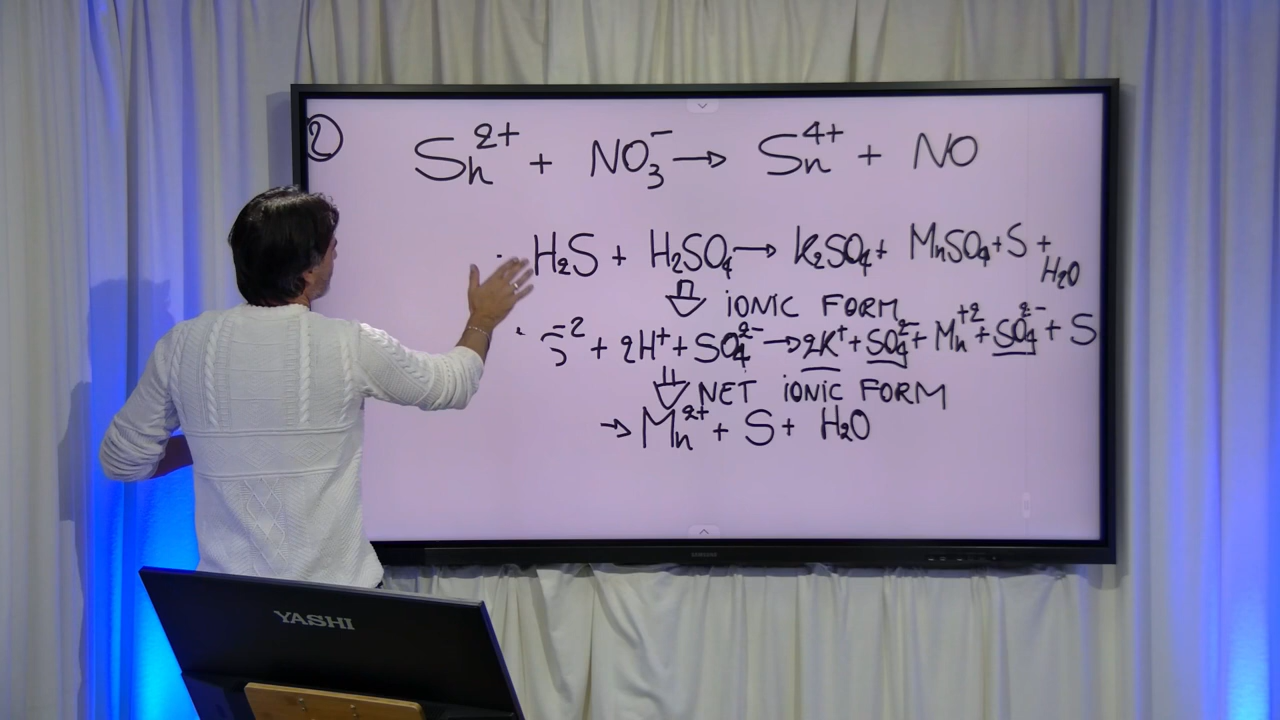 2
Sn²⁺ + NO₃⁻ → Sn⁴⁺ + NO
H₂S + H₂SO₄ → K₂SO₄ + MnSO₄ + S + H₂O
⇓ IONIC FORM
S⁻² + 2H⁺ + SO₄²⁻ → 2K⁺ + SO₄²⁻ + Mn⁺² + SO₄²⁻ + S
⇓ NET IONIC FORM
→ Mn²⁺ + S + H₂O
SAMSUNG
YASHI